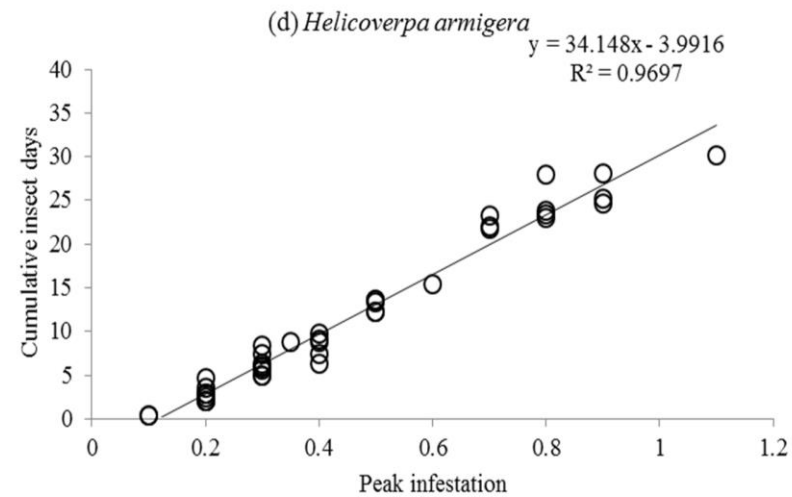 (d) Helicoverpa armigera
y = 34.148x - 3.9916
R² = 0.9697
40
35
30
25
20
15
10
5
0
Cumulative insect days
0 0.2 0.4 0.6 0.8 1 1.2
Peak infestation